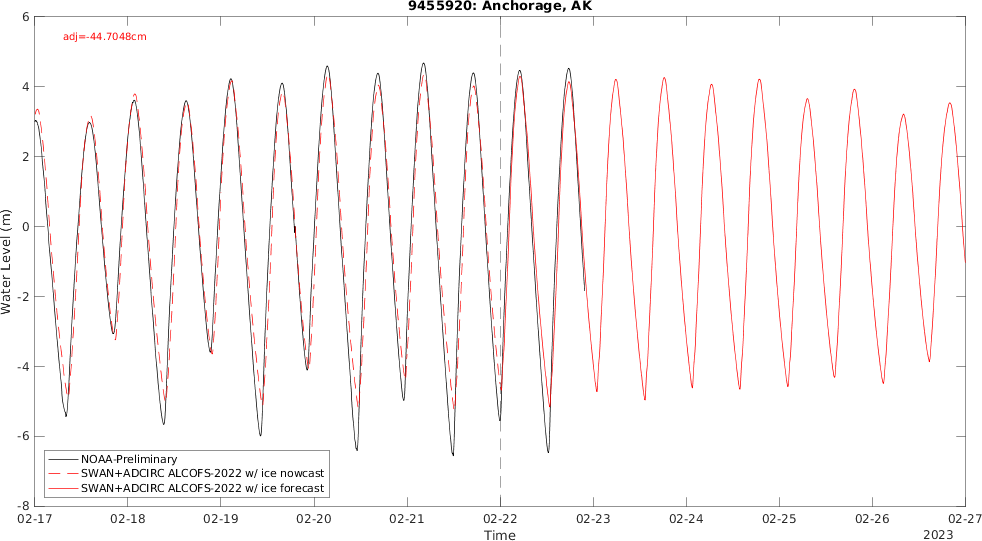 9455920: Anchorage, AK
adj=-44.7048cm
6
4
2
0
-2
-4
-6
-8
Water Level (m)
NOAA-Preliminary
SWAN+ADCIRC ALCOFS-2022 w/ ice nowcast
SWAN+ADCIRC ALCOFS-2022 w/ ice forecast
02-17 02-18 02-19 02-20 02-21 02-22 02-23 02-24 02-25 02-26 02-27
Time
2023